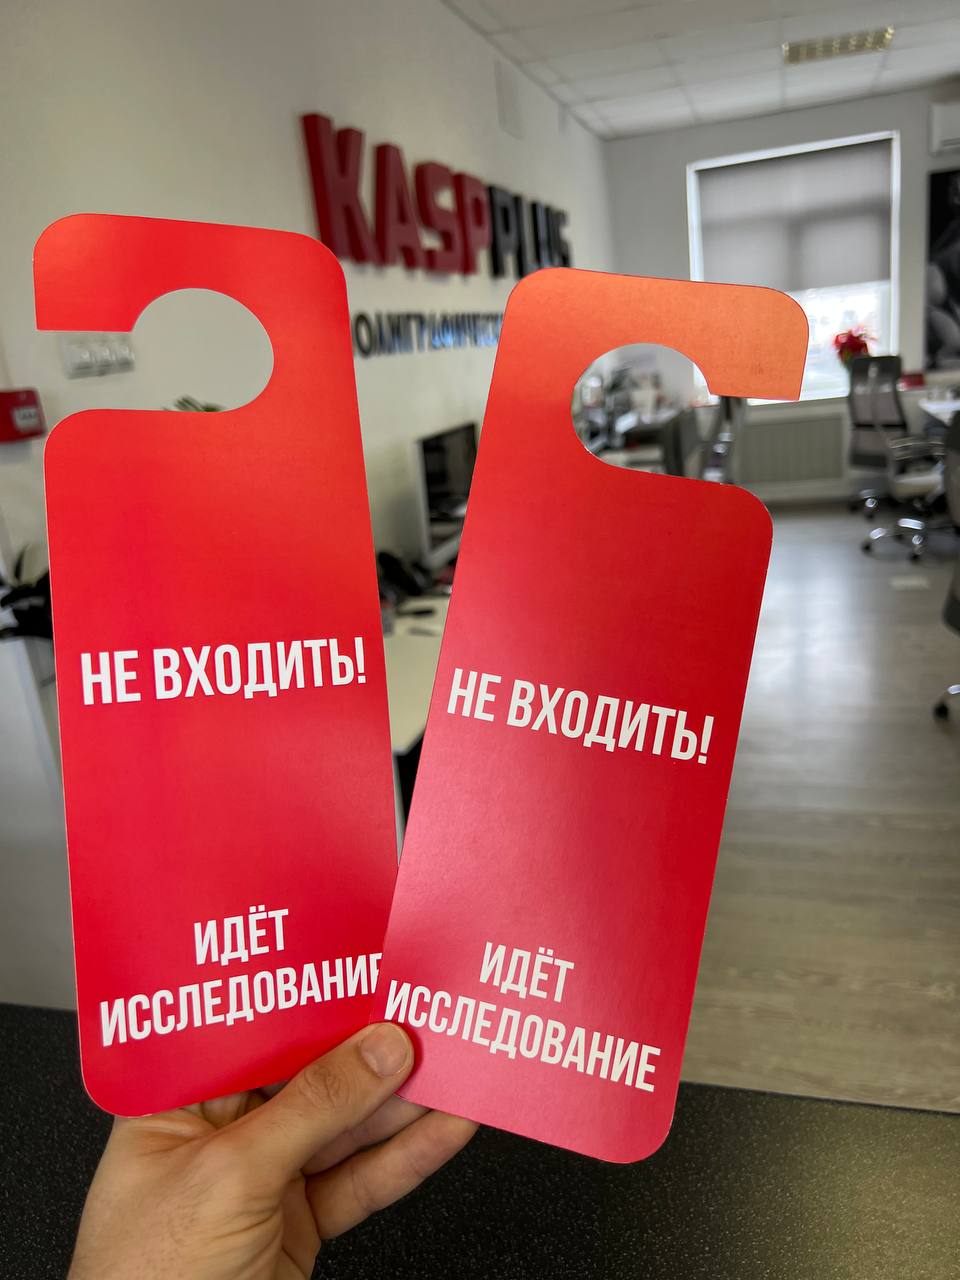 KASPPLUS
НЕ ВХОДИТЬ!
ИДЁТ
ИССЛЕДОВАНИЕ
НЕ ВХОДИТЬ!
ИДЁТ
ИССЛЕДОВАНИЕ